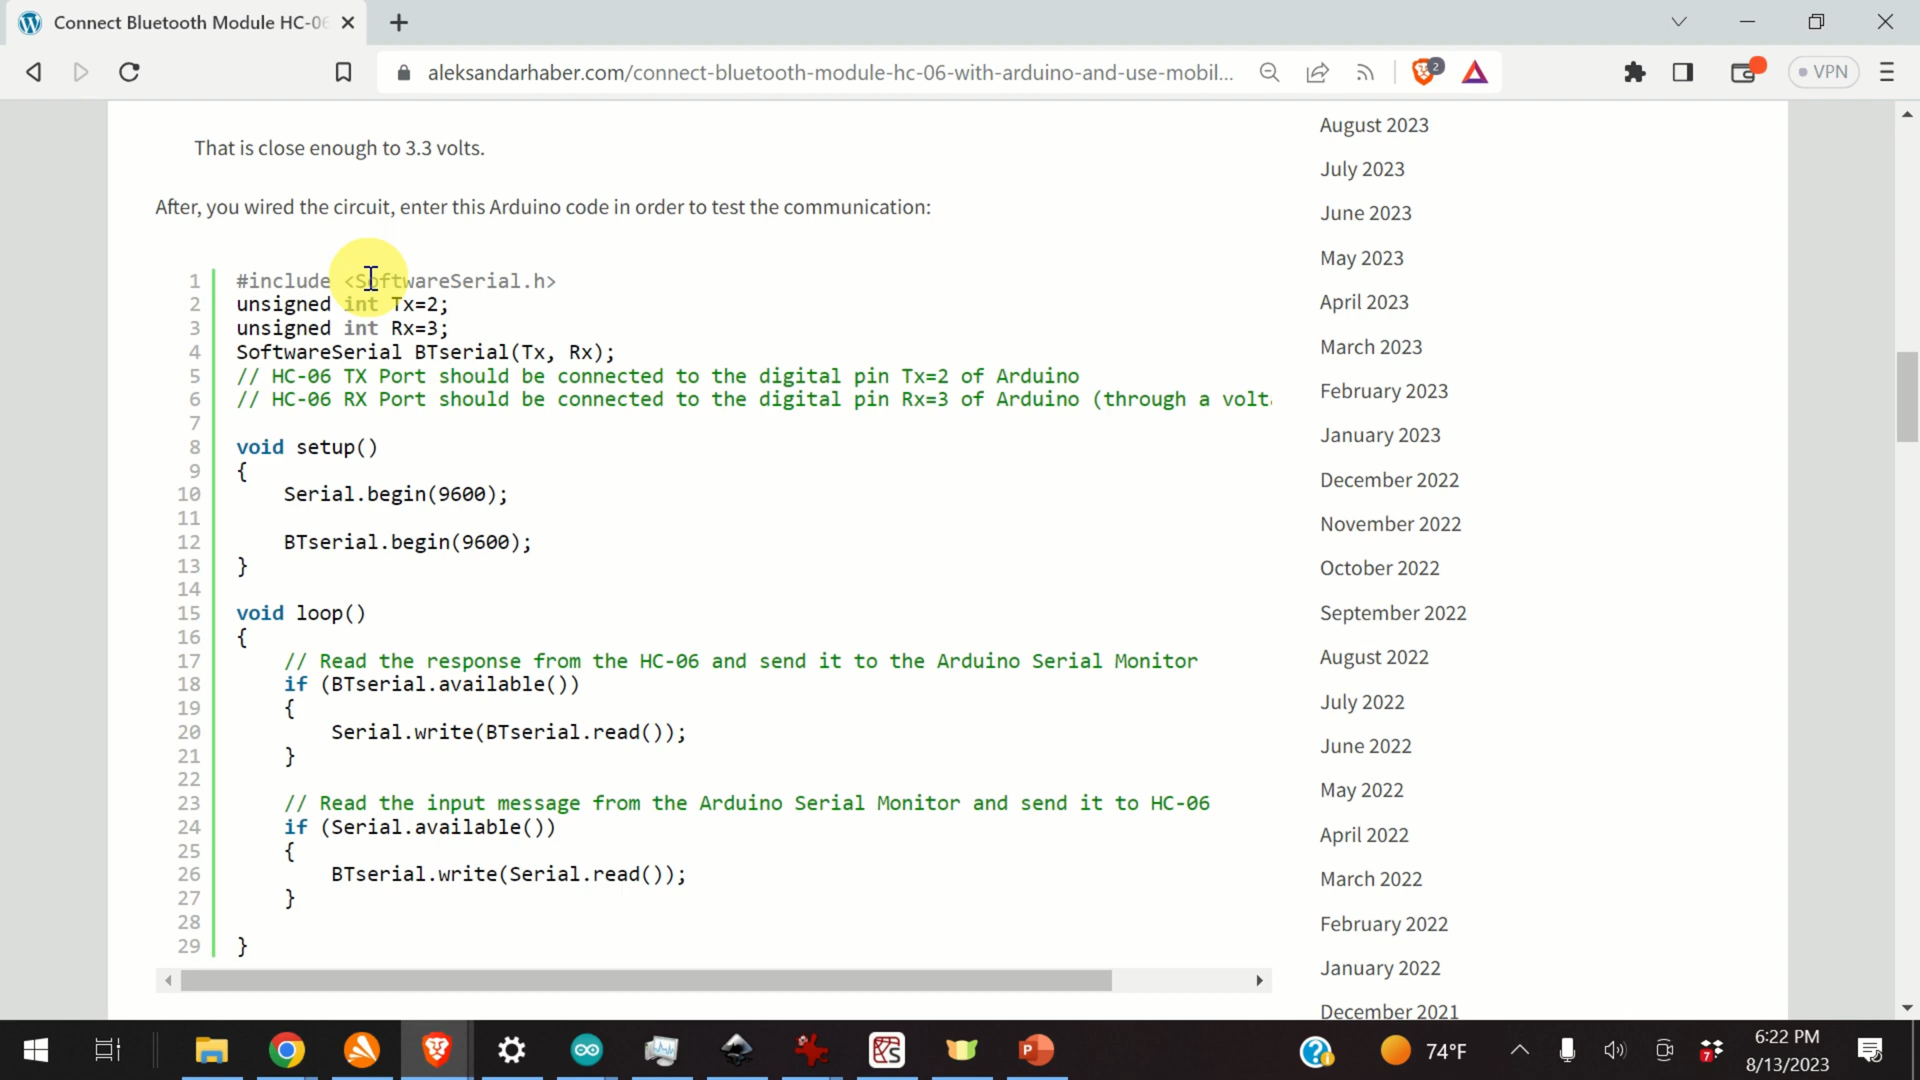 Connect Bluetooth Module HC-06
aleksandarhaber.com/connect-bluetooth-module-hc-06-with-arduino-and-use-mobil...
2
VPN
That is close enough to 3.3 volts.
After, you wired the circuit, enter this Arduino code in order to test the communication:
1 #include <SoftwareSerial.h>
2 unsigned int Tx=2;
3 unsigned int Rx=3;
4 SoftwareSerial BTserial(Tx, Rx);
5 // HC-06 TX Port should be connected to the digital pin Tx=2 of Arduino
6 // HC-06 RX Port should be connected to the digital pin Rx=3 of Arduino (through a volt
7
8 void setup()
9 {
10 Serial.begin(9600);
11
12 BTserial.begin(9600);
13 }
14
15 void loop()
16 {
17 // Read the response from the HC-06 and send it to the Arduino Serial Monitor
18 if (BTserial.available())
19 {
20 Serial.write(BTserial.read());
21 }
22
23 // Read the input message from the Arduino Serial Monitor and send it to HC-06
24 if (Serial.available())
25 {
26 BTserial.write(Serial.read());
27 }
28
29 }
August 2023
July 2023
June 2023
May 2023
April 2023
March 2023
February 2023
January 2023
December 2022
November 2022
October 2022
September 2022
August 2022
July 2022
June 2022
May 2022
April 2022
March 2022
February 2022
January 2022
December 2021
74°F
7
6:22 PM
8/13/2023